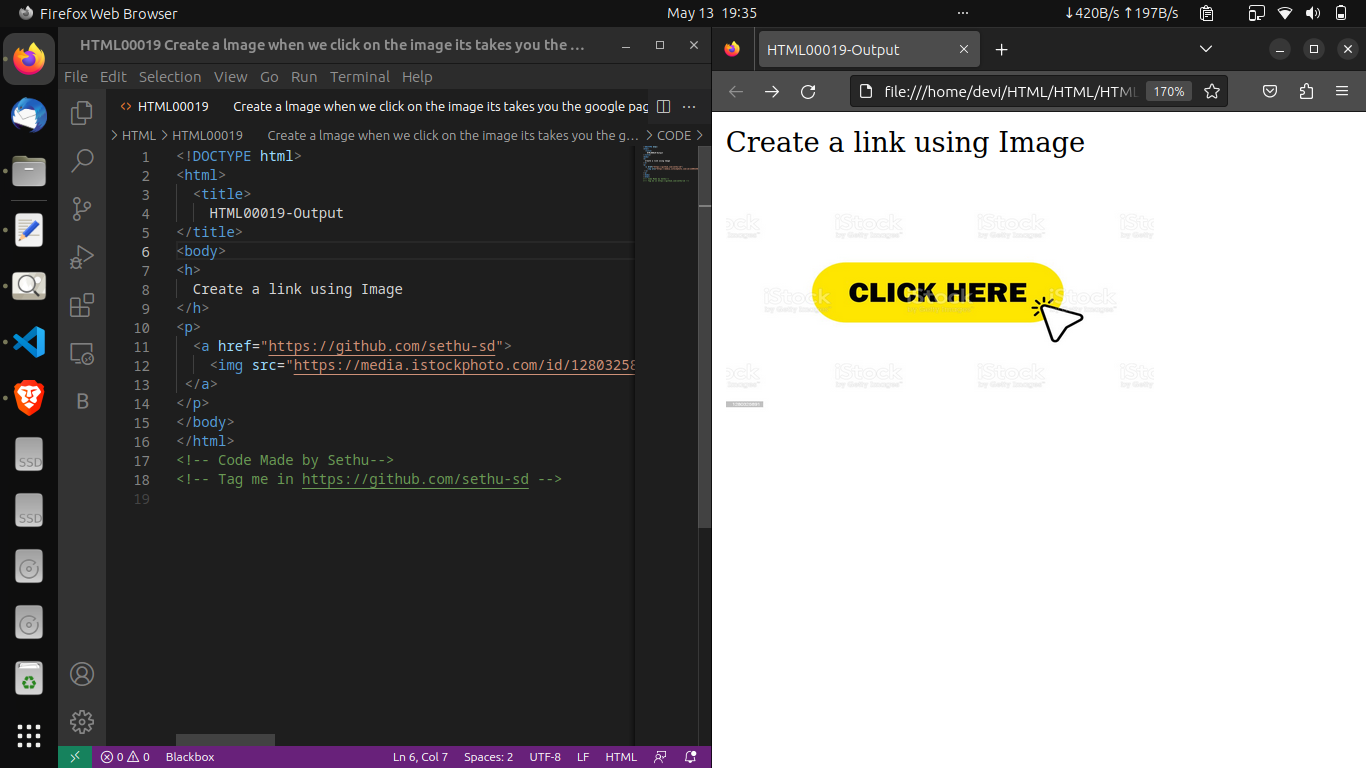 Firefox Web Browser
May 13 19:35
↓420B/s ↑197B/s
HTML00019 Create a lmage when we click on the image its takes you the …
File Edit Selection View Go Run Terminal Help
HTML00019 Create a lmage when we click on the image its takes you the google pag
HTML > HTML00019 Create a lmage when we click on the image its takes you the g… > CODE >
1 <!DOCTYPE html>
2 <html>
3 <title>
4 HTML00019-Output
5 </title>
6 <body>
7 <h>
8 Create a link using Image
9 </h>
10 <p>
11 <a href="https://github.com/sethu-sd">
12 <img src="https://media.istockphoto.com/id/12803258
13 </a>
14 </p>
15 </body>
16 </html>
17 <!-- Code Made by Sethu-->
18 <!-- Tag me in https://github.com/sethu-sd -->
19
B
SSD
SSD
0 0 Blackbox
Ln 6, Col 7 Spaces: 2 UTF-8 LF HTML
HTML00019-Output
file:///home/devi/HTML/HTML/HTML
170%
Create a link using Image
iStock iStock iStock iStock
by Getty Images by Getty Images by Getty Images
CLICK HERE
iStock iStock iStock
by Getty Images by Getty Images by Getty Images
iStock iStock iStock iStock
by Getty Images by Getty Images by Getty Images